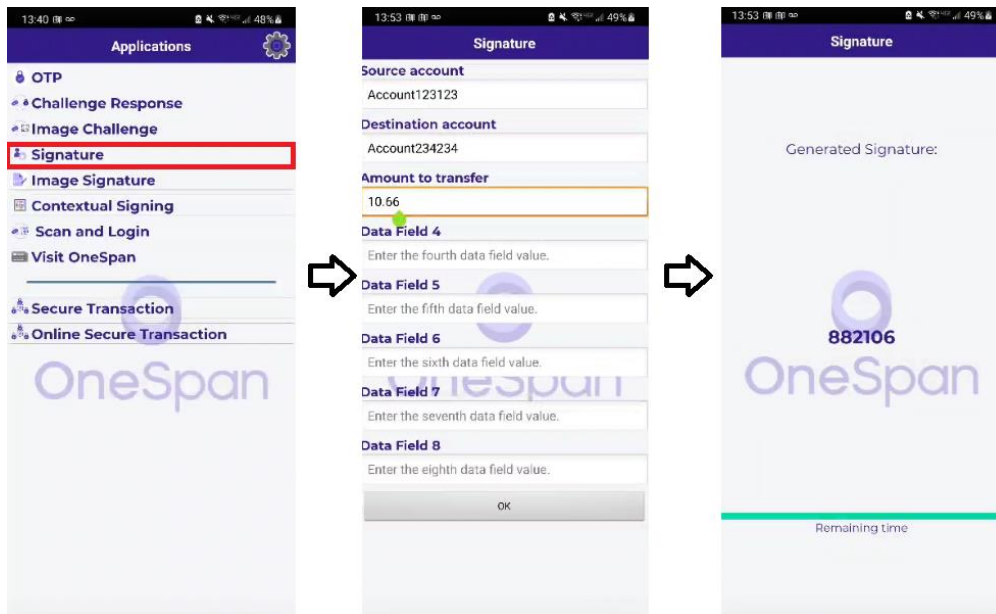 13:40 48%
Applications
OTP
Challenge Response
Image Challenge
Signature
Image Signature
Contextual Signing
Scan and Login
Visit OneSpan
Secure Transaction
Online Secure Transaction
OneSpan
13:53 49%
Signature
Source account
Account123123
Destination account
Account234234
Amount to transfer
10.66
Data Field 4
Enter the fourth data field value.
Data Field 5
Enter the fifth data field value.
Data Field 6
Enter the sixth data field value.
Data Field 7
Enter the seventh data field value.
Data Field 8
Enter the eighth data field value.
OK
13:53 49%
Signature
Generated Signature:
882106
OneSpan
Remaining time